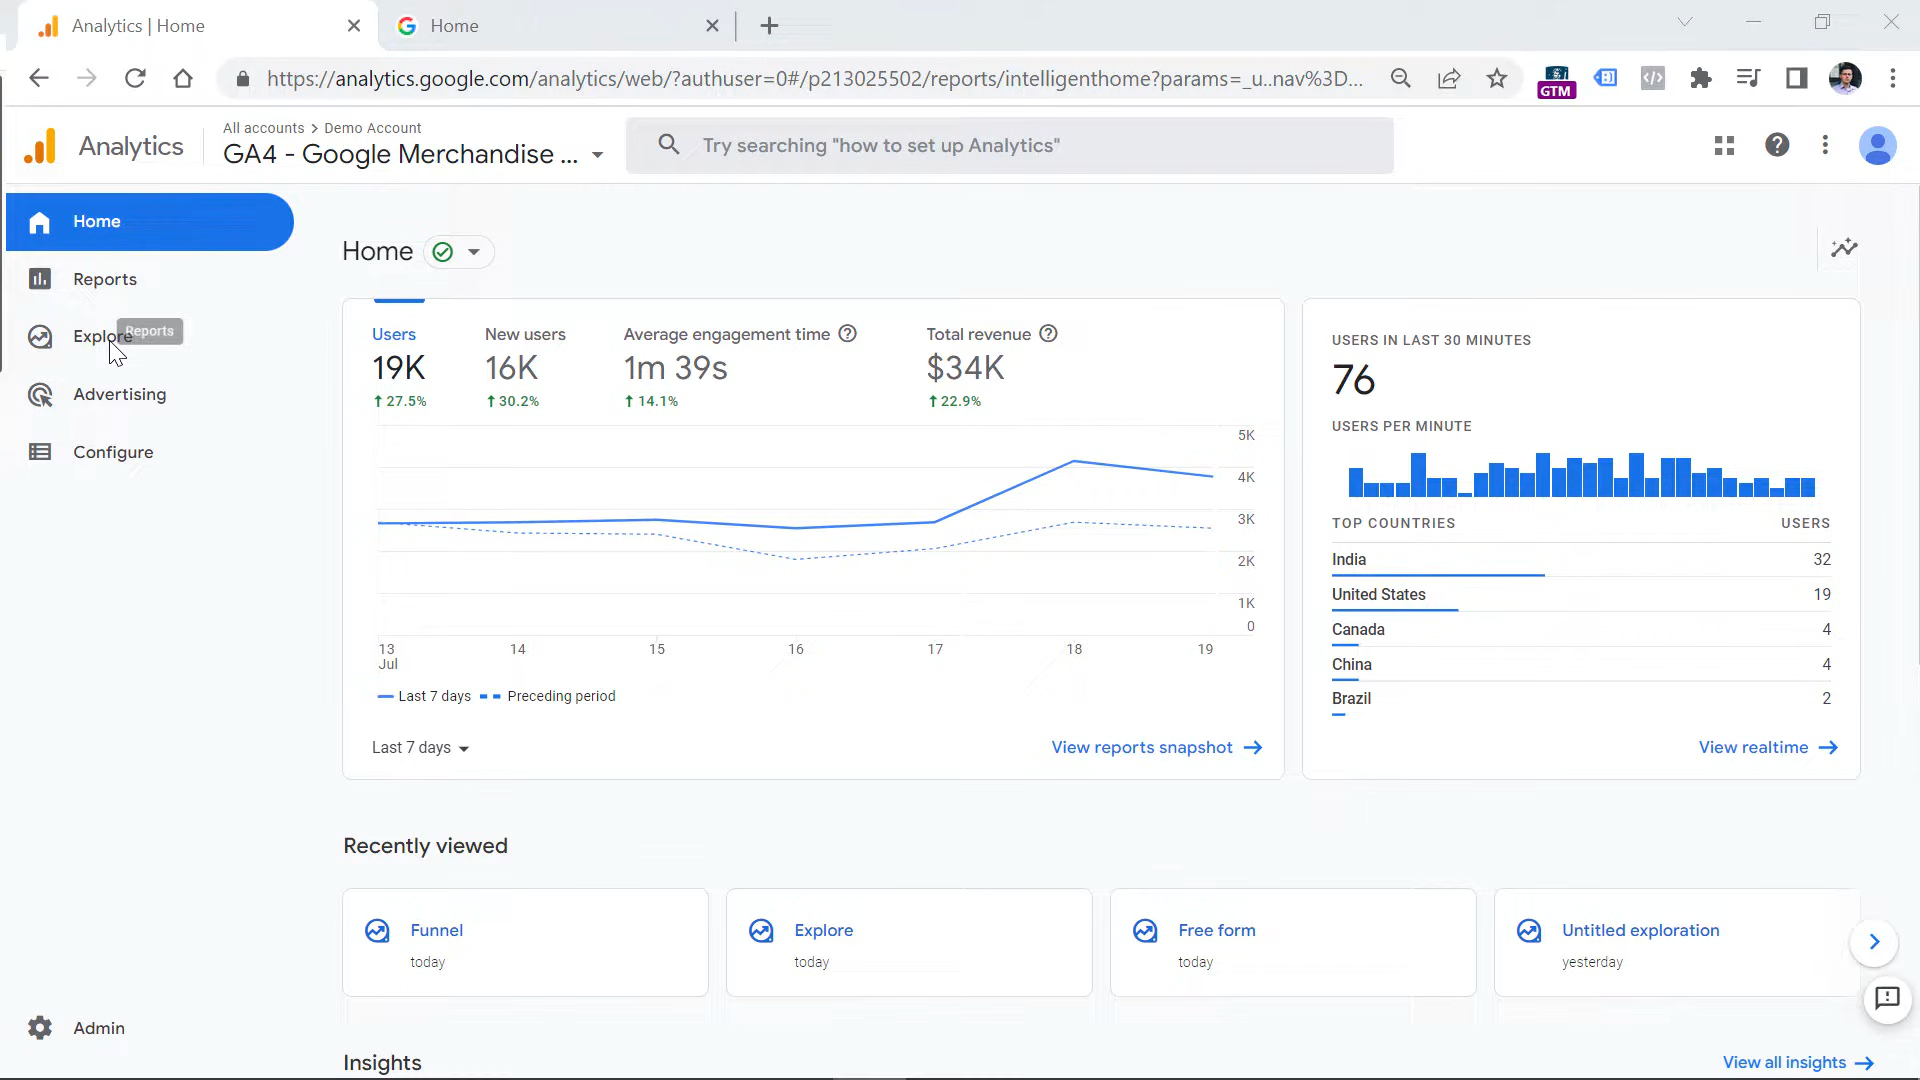 Analytics | Home
Home
https://analytics.google.com/analytics/web/?authuser=0#/p213025502/reports/intelligenthome?params=_u..nav%3D...
GTM
Analytics
All accounts > Demo Account
GA4 - Google Merchandise ...
Try searching "how to set up Analytics"
Home
Reports
Explore
Reports
Advertising
Configure
Admin
Home
Users
19K
27.5%
New users
16K
30.2%
Average engagement time
1m 39s
14.1%
Total revenue
$34K
22.9%
5K
4K
3K
2K
1K
0
13
Jul
14
15
16
17
18
19
Last 7 days
Preceding period
Last 7 days
View reports snapshot
USERS IN LAST 30 MINUTES
76
USERS PER MINUTE
TOP COUNTRIES USERS
India 32
United States 19
Canada 4
China 4
Brazil 2
View realtime
Recently viewed
Funnel
today
Explore
today
Free form
today
Untitled exploration
yesterday
Insights
View all insights